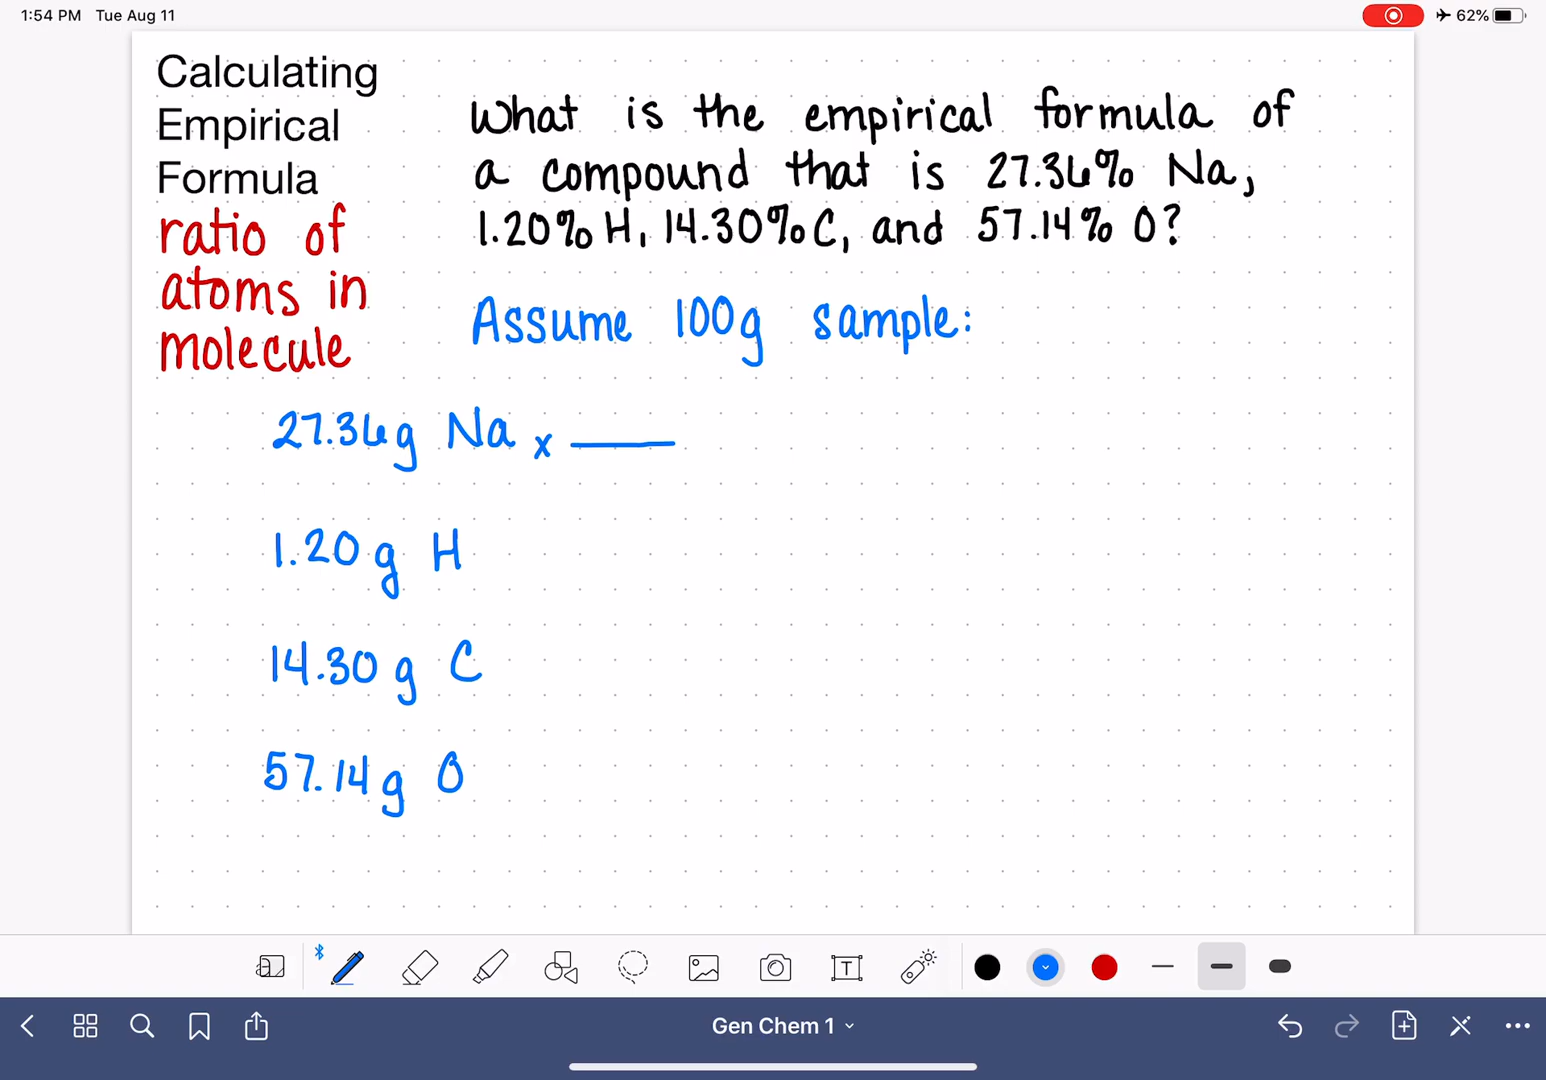 1:54 PM Tue Aug 11
62%
Calculating
Empirical
Formula
ratio of
atoms in
molecule
What is the empirical formula of
a compound that is 27.36% Na,
1.20% H, 14.30% C, and 57.14% O?
Assume 100g sample:
27.36g Na x
1.20 g H
14.30 g C
57.14 g O
T
Gen Chem 1